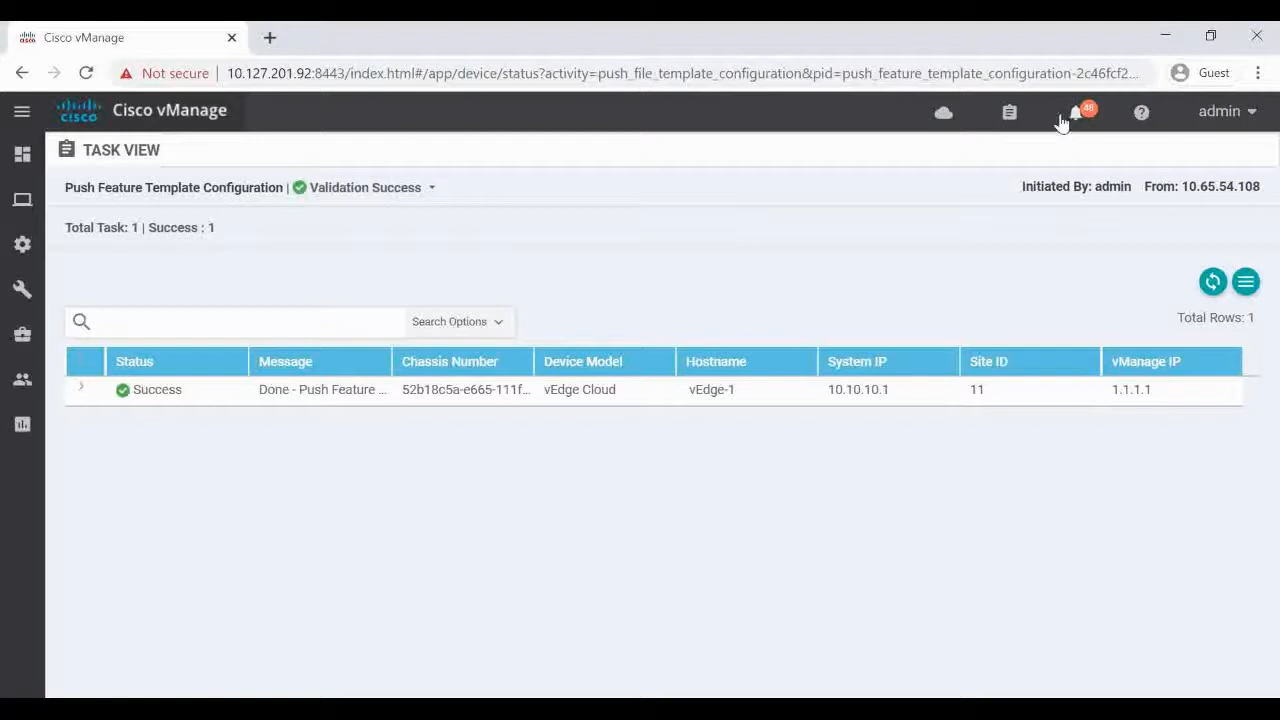 Cisco vManage
Not secure | 10.127.201.92:8443/index.html#/app/device/status?activity=push_file_template_configuration&pid=push_feature_template_configuration-2c46fcf2... Guest
cisco Cisco vManage 46 admin
TASK VIEW
Push Feature Template Configuration | Validation Success Initiated By: admin From: 10.65.54.108
Total Task: 1 | Success : 1
Search Options Total Rows: 1
Status Message Chassis Number Device Model Hostname System IP Site ID vManage IP
Success Done - Push Feature ... 52b18c5a-e665-111f... vEdge Cloud vEdge-1 10.10.10.1 11 1.1.1.1